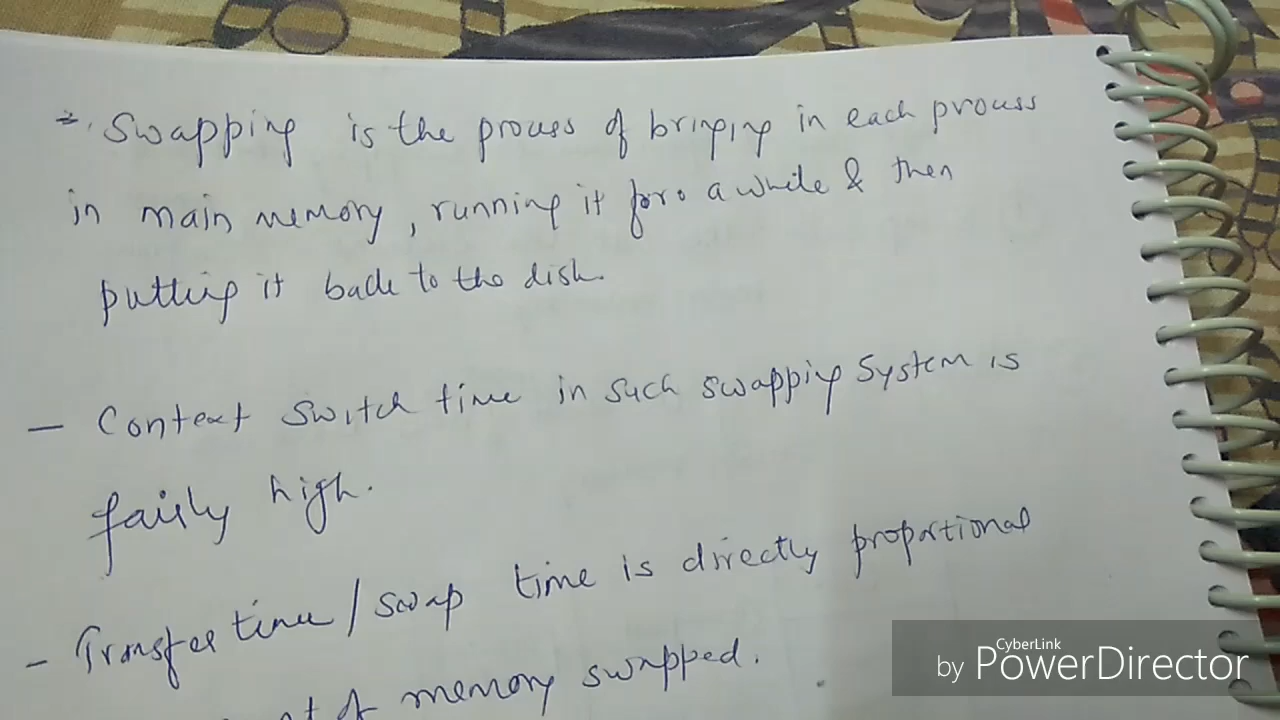 Swapping is the process of bringing in each process
in main memory, running it for a while & then
putting it back to the disk.
— Context switch time in such swapping system is
fairly high.
- Transfer time / swap time is directly proportional
of memory swapped.
CyberLink
by PowerDirector